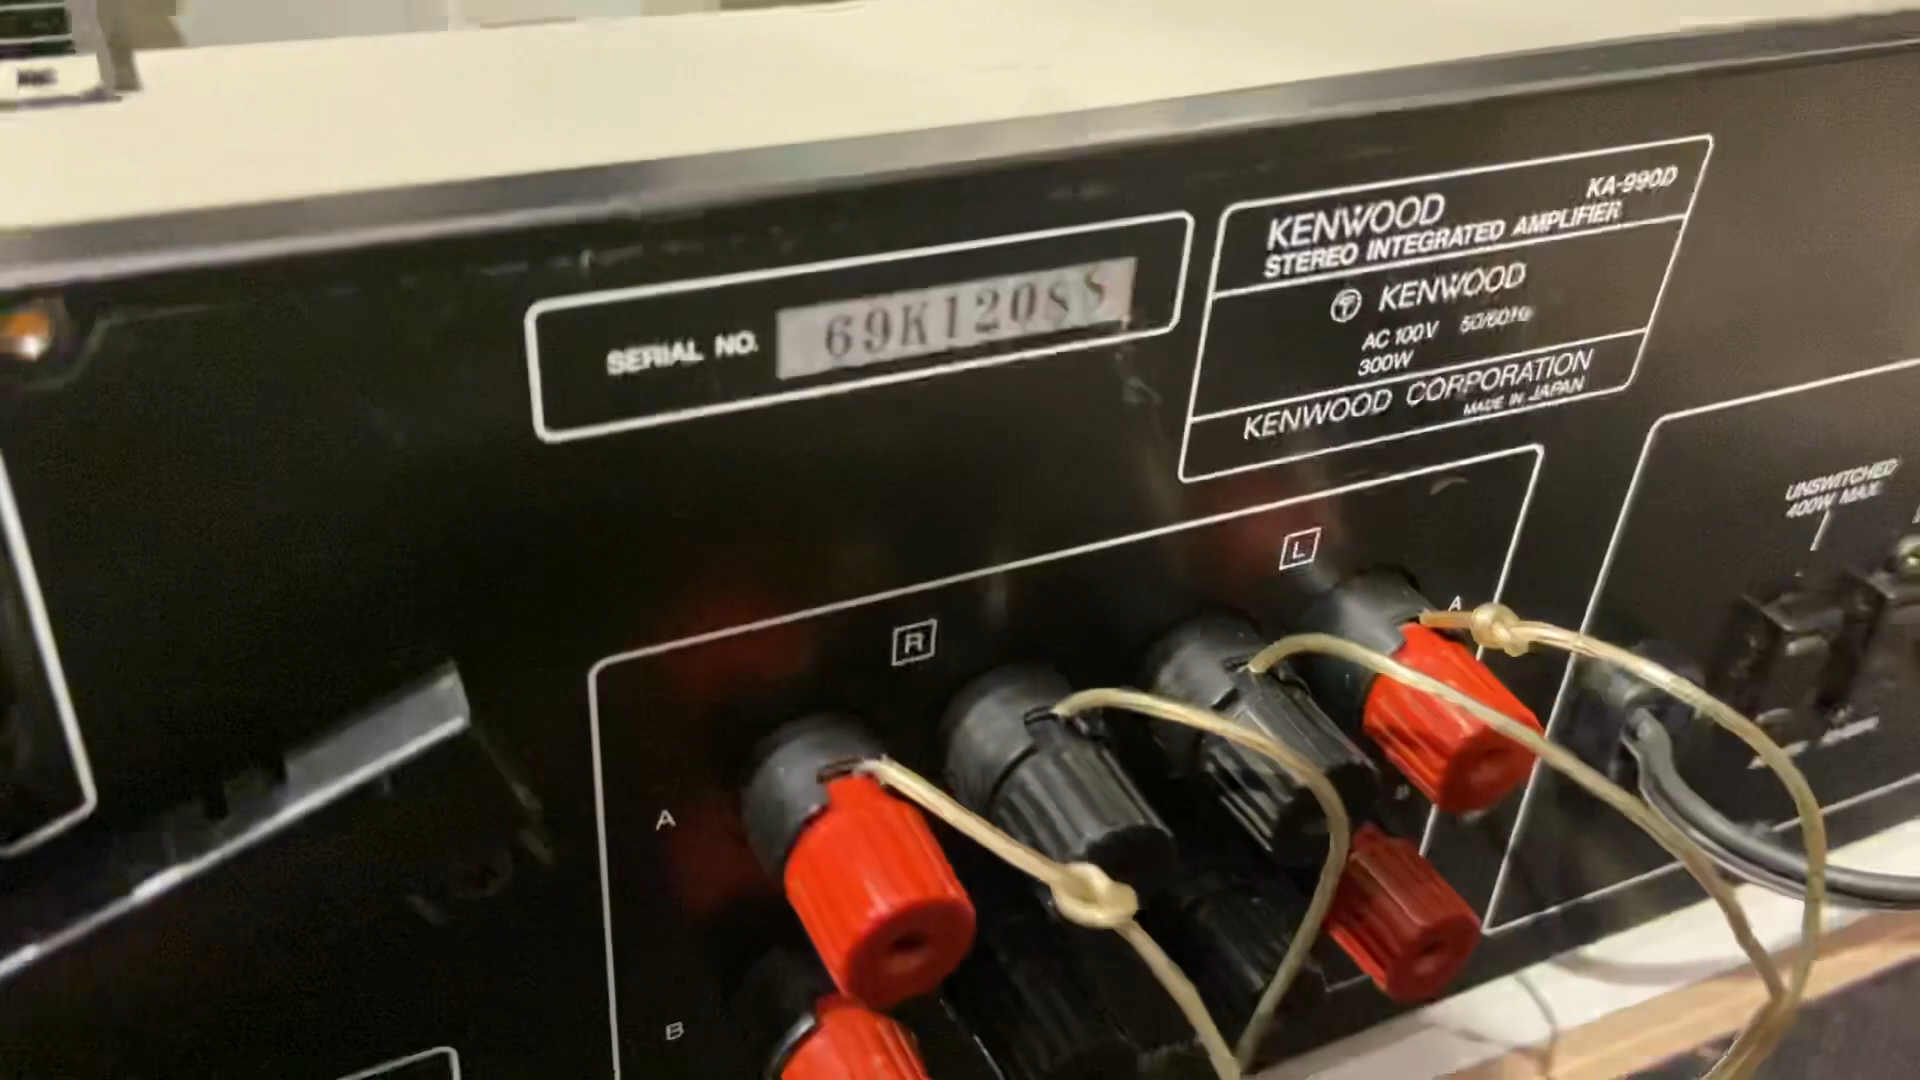 SERIAL NO.
KENWOOD KA-990D
STEREO INTEGRATED AMPLIFIER
KENWOOD
AC 100V 50/60Hz
300W
KENWOOD CORPORATION
MADE IN JAPAN
UNSWITCHED
400W MAX
R
L
A
A
B
B